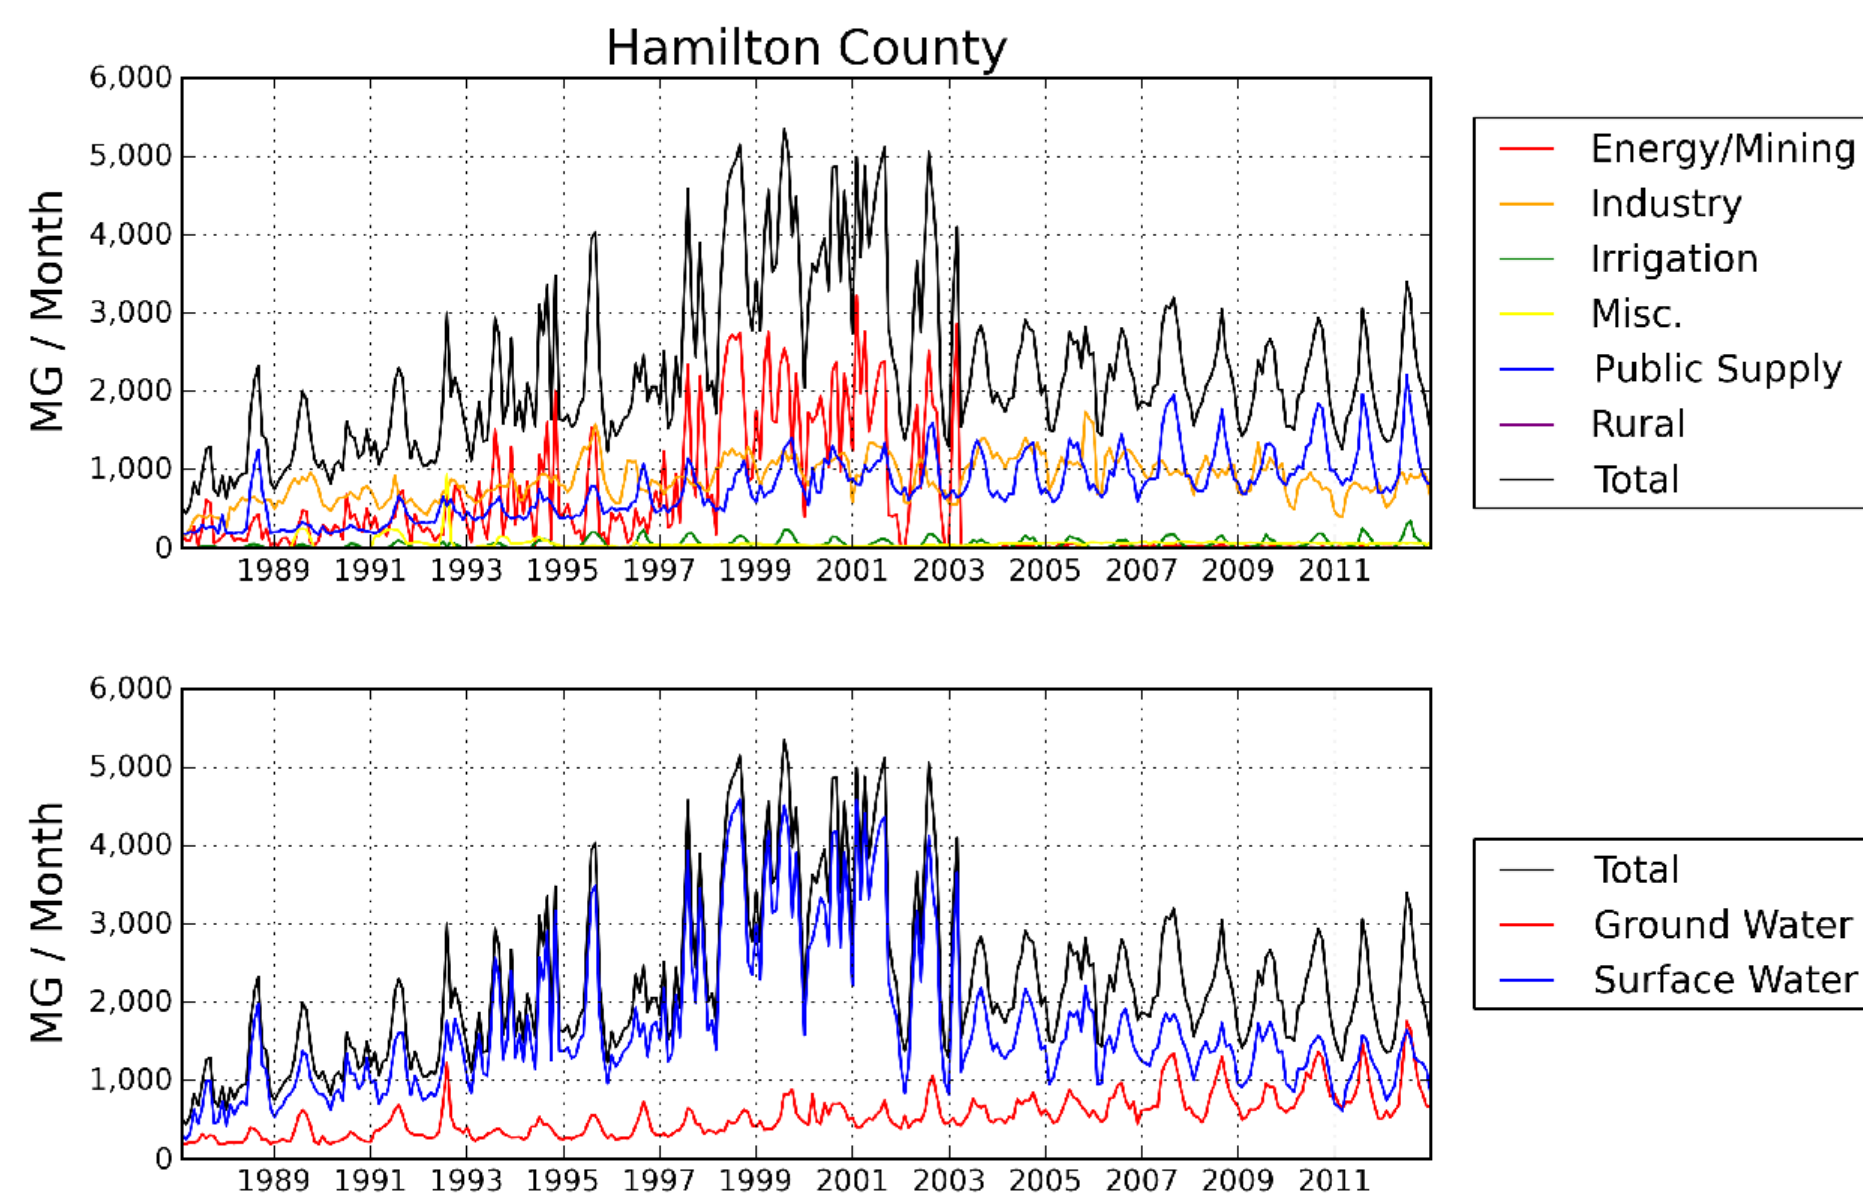 Hamilton County
MG / Month
6,000
5,000
4,000
3,000
2,000
1,000
0
1989 1991 1993 1995 1997 1999 2001 2003 2005 2007 2009 2011
Energy/Mining
Industry
Irrigation
Misc.
Public Supply
Rural
Total
MG / Month
6,000
5,000
4,000
3,000
2,000
1,000
0
1989 1991 1993 1995 1997 1999 2001 2003 2005 2007 2009 2011
Total
Ground Water
Surface Water